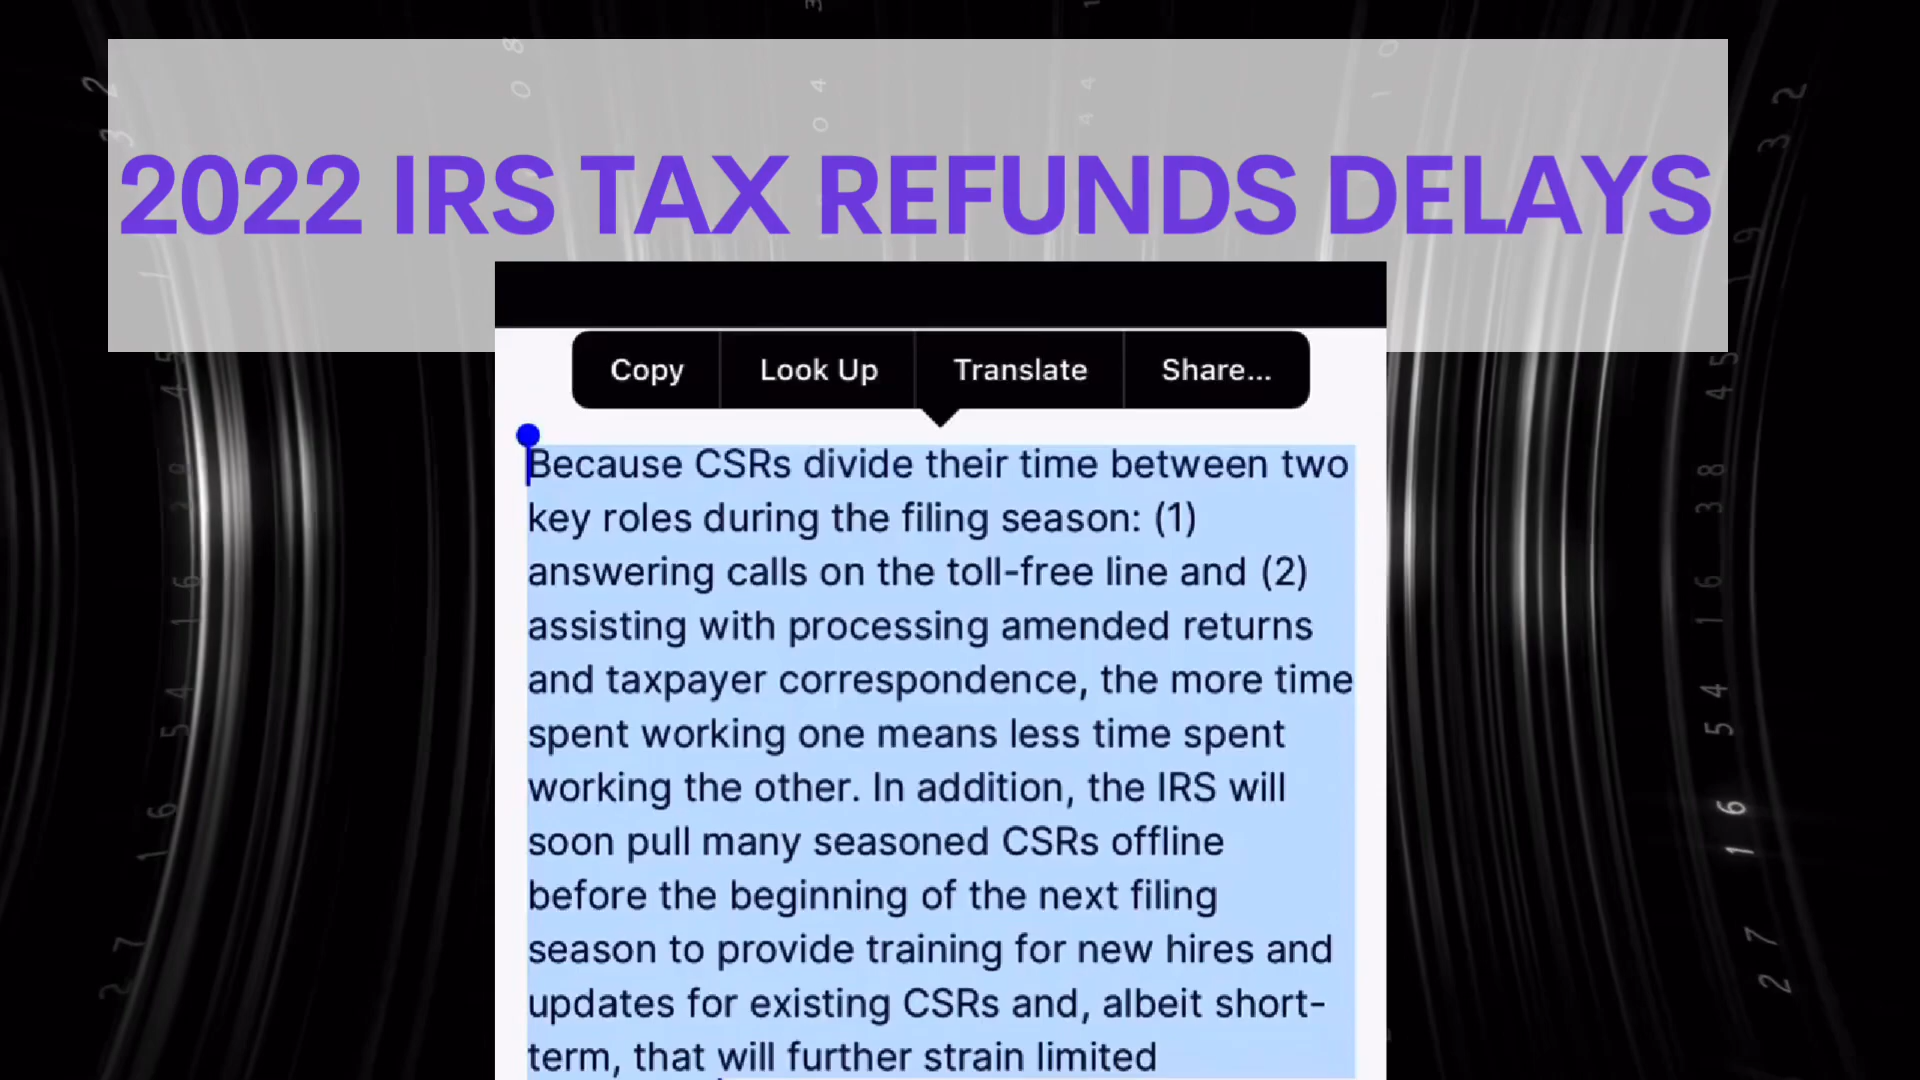 2022 IRS TAX REFUNDS DELAYS
Copy Look Up Translate Share...
Because CSRs divide their time between two
key roles during the filing season: (1)
answering calls on the toll-free line and (2)
assisting with processing amended returns
and taxpayer correspondence, the more time
spent working one means less time spent
working the other. In addition, the IRS will
soon pull many seasoned CSRs offline
before the beginning of the next filing
season to provide training for new hires and
updates for existing CSRs and, albeit short-
term, that will further strain limited